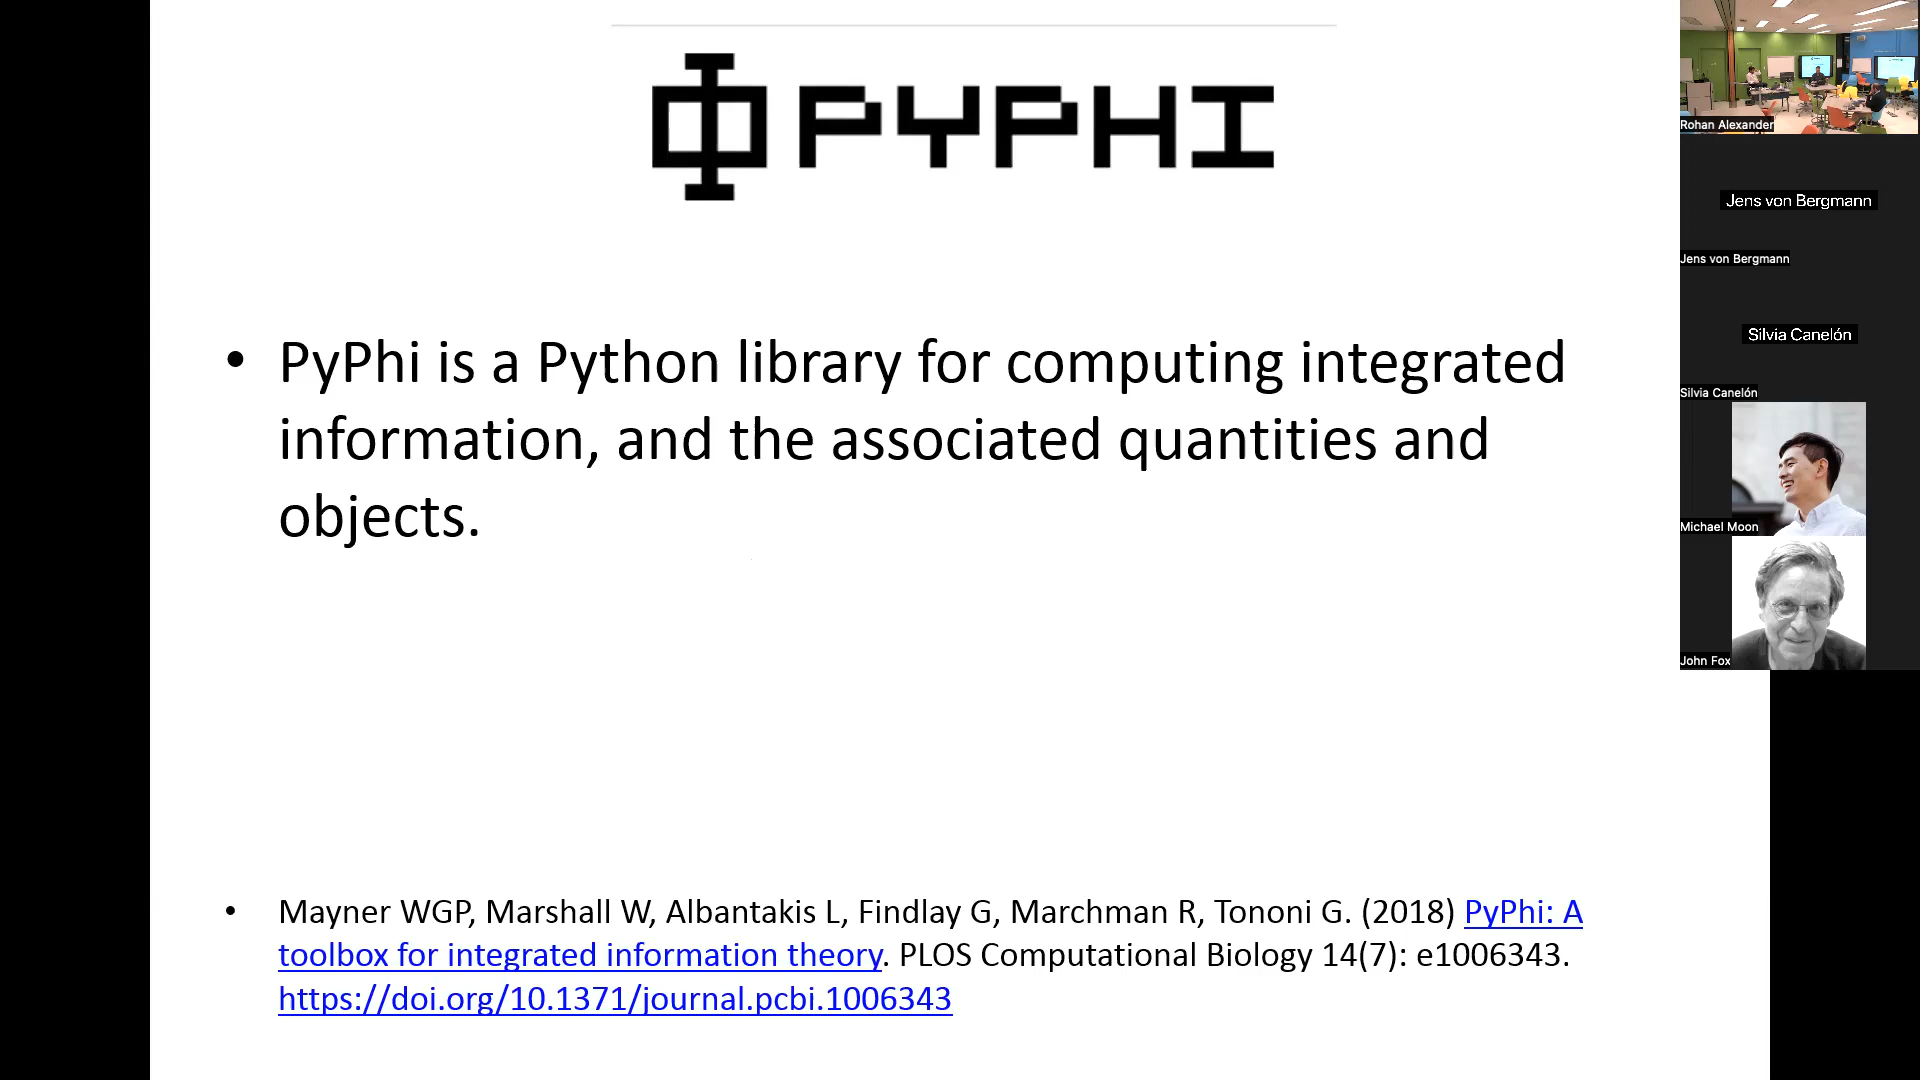 PYPHI
• PyPhi is a Python library for computing integrated
information, and the associated quantities and
objects.
• Mayner WGP, Marshall W, Albantakis L, Findlay G, Marchman R, Tononi G. (2018) PyPhi: A
toolbox for integrated information theory. PLOS Computational Biology 14(7): e1006343.
https://doi.org/10.1371/journal.pcbi.1006343
Rohan Alexander
Jens von Bergmann
Jens von Bergmann
Silvia Canelón
Silvia Canelón
Michael Moon
John Fox